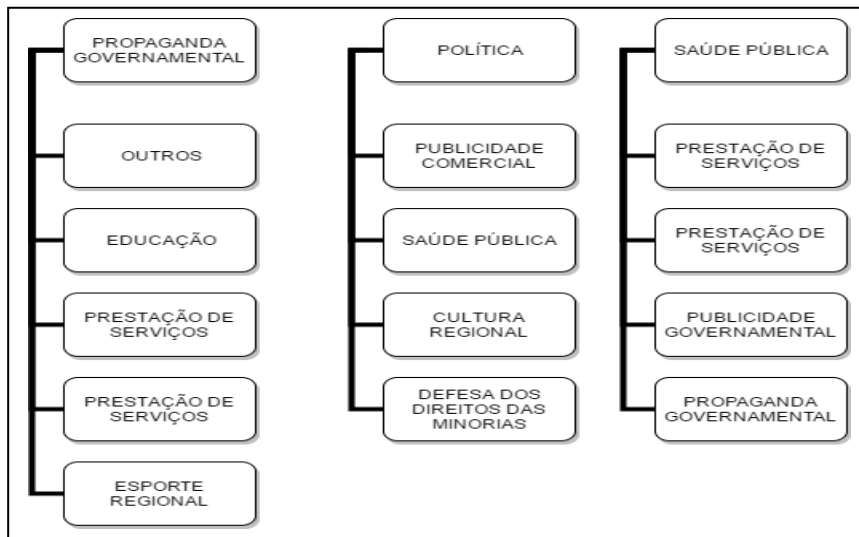 PROPAGANDA
GOVERNAMENTAL
OUTROS
EDUCAÇÃO
PRESTAÇÃO DE
SERVIÇOS
PRESTAÇÃO DE
SERVIÇOS
ESPORTE
REGIONAL
POLÍTICA
PUBLICIDADE
COMERCIAL
SAÚDE PÚBLICA
CULTURA
REGIONAL
DEFESA DOS
DIREITOS DAS
MINORIAS
SAÚDE PÚBLICA
PRESTAÇÃO DE
SERVIÇOS
PRESTAÇÃO DE
SERVIÇOS
PUBLICIDADE
GOVERNAMENTAL
PROPAGANDA
GOVERNAMENTAL